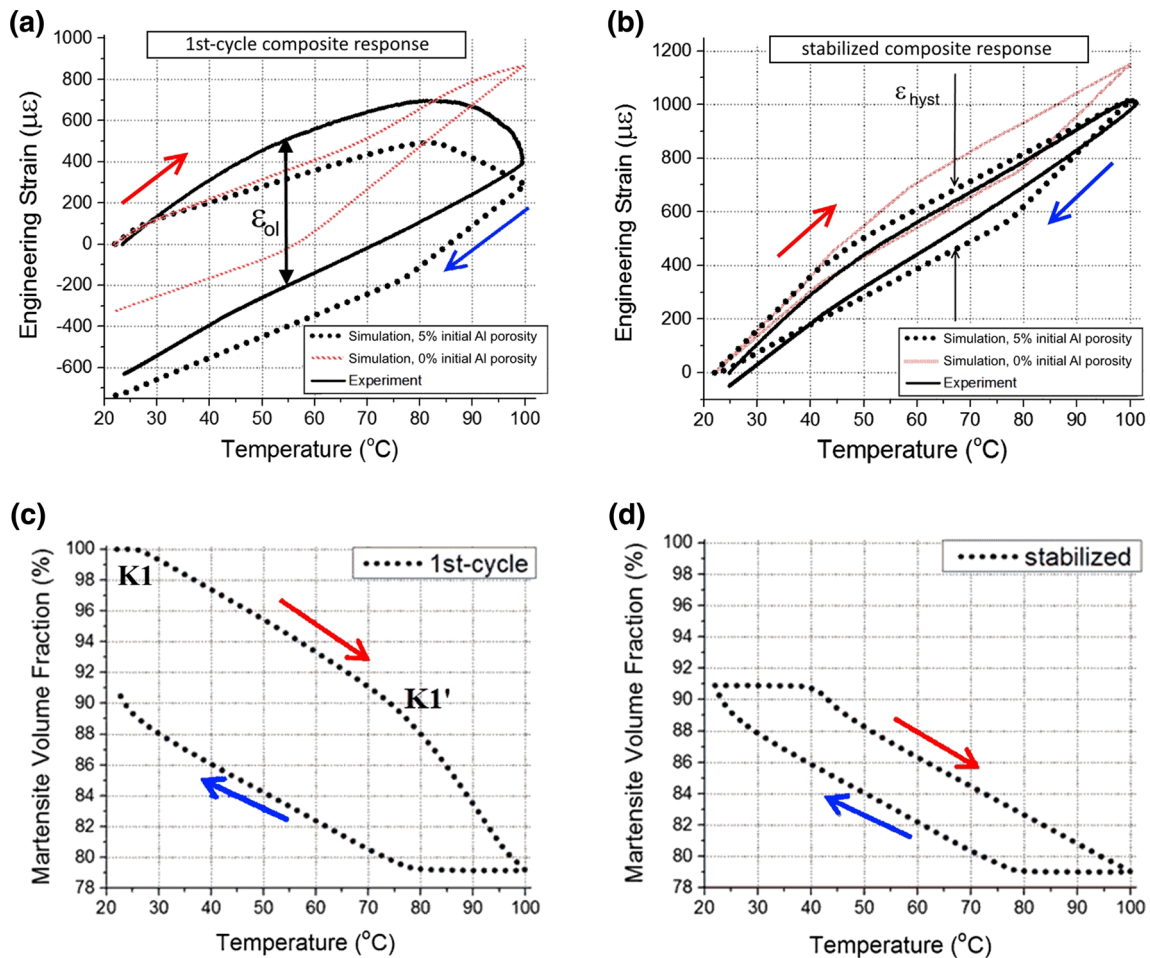 (a)
1st-cycle composite response
1000
800
600
400
200
0
-200
-400
-600
Engineering Strain (με)
εol
Simulation, 5% initial Al porosity
Simulation, 0% initial Al porosity
Experiment
20 30 40 50 60 70 80 90 100
Temperature (°C)
(b)
stabilized composite response
1200
1000
800
600
400
200
0
Engineering Strain (με)
εhyst
Simulation, 5% initial Al porosity
Simulation, 0% initial Al porosity
Experiment
20 30 40 50 60 70 80 90 100
Temperature (°C)
(c)
100
98
96
94
92
90
88
86
84
82
80
78
Martensite Volume Fraction (%)
1st-cycle
K1
K1'
20 30 40 50 60 70 80 90 100
Temperature (°C)
(d)
100
98
96
94
92
90
88
86
84
82
80
78
Martensite Volume Fraction (%)
stabilized
20 30 40 50 60 70 80 90 100
Temperature (°C)